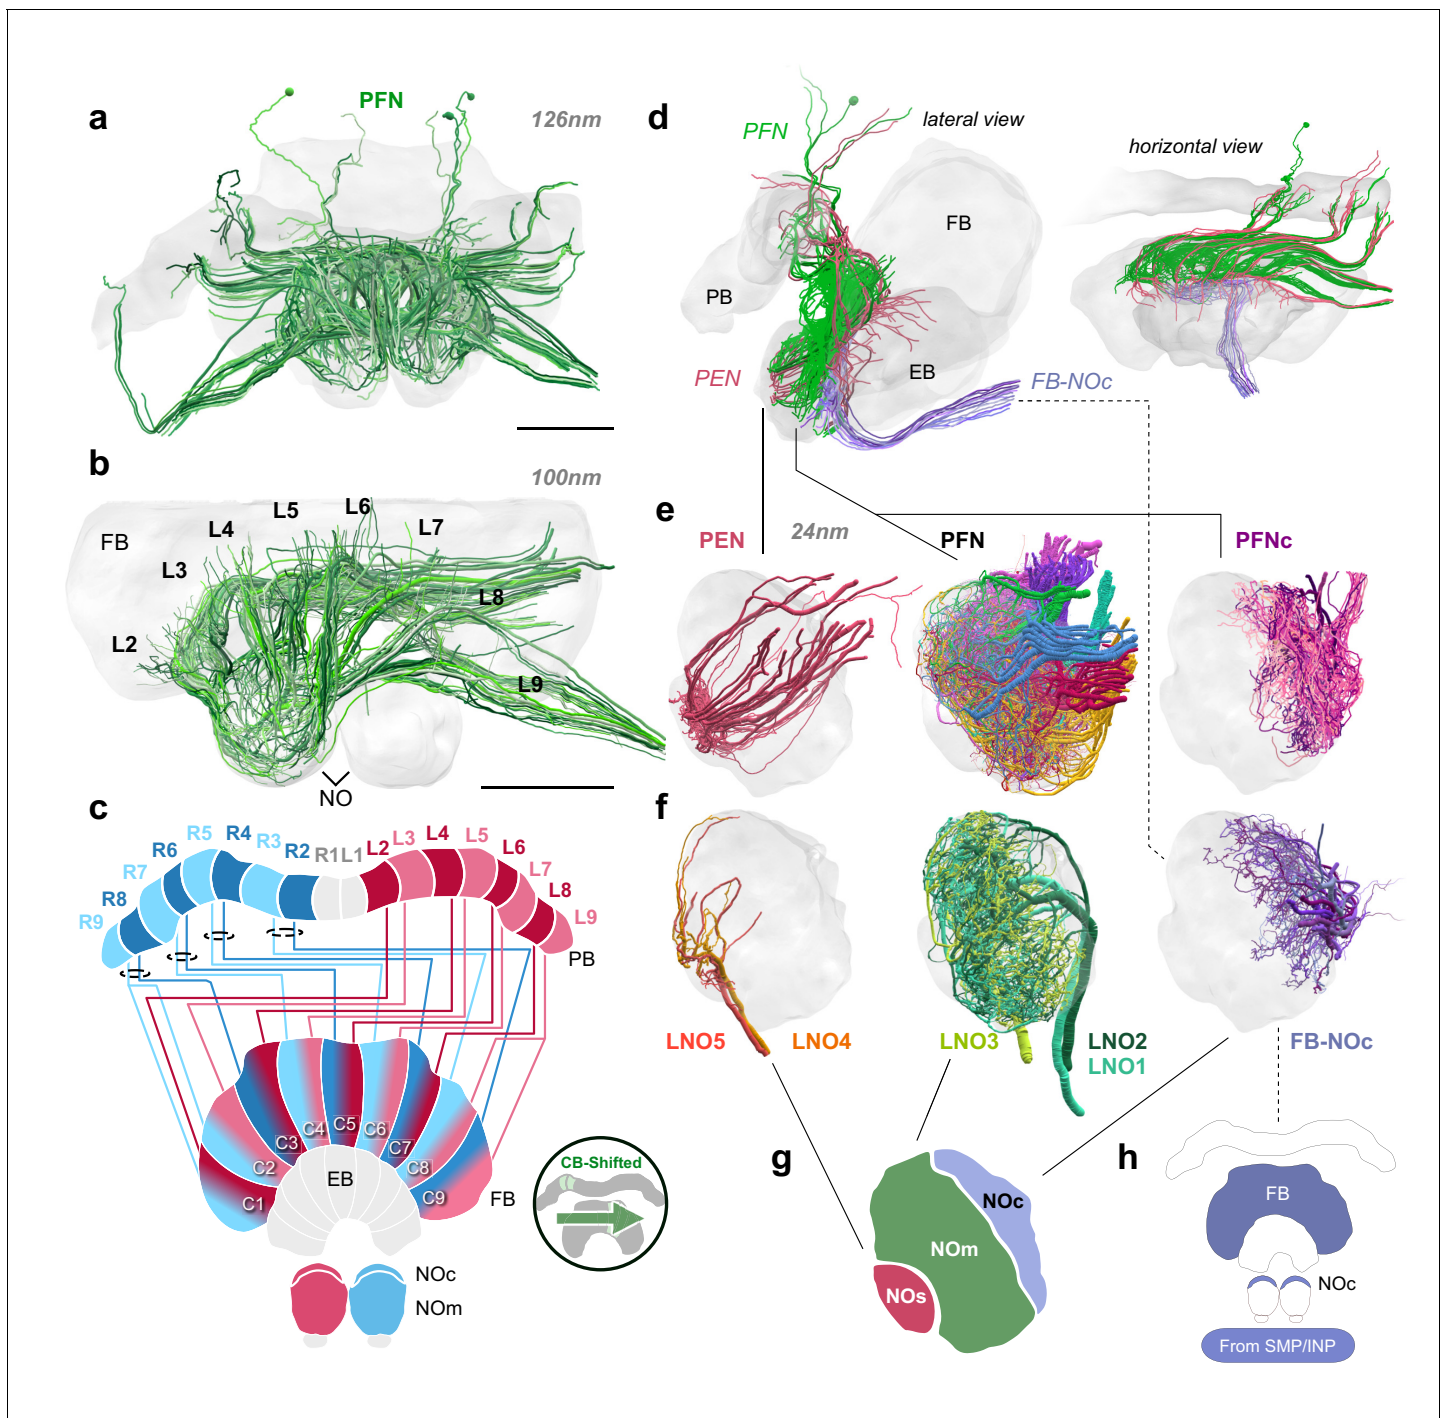 a
PFN
126nm
d
PFN
lateral view
horizontal view
FB
PB
PEN
EB
FB-NOc
b
100nm
FB
L2
L3
L4
L5
L6
L7
L8
L9
NO
e
PEN
24nm
PFN
PFNc
c
R9
R8
R7
R6
R5
R4
R3
R2
R1
L1
L2
L3
L4
L5
L6
L7
L8
L9
PB
C1
C2
C3
C4
C5
C6
C7
C8
C9
EB
FB
CB-Shifted
NOc
NOm
f
LNO5
LNO4
LNO3
LNO2
LNO1
FB-NOc
g
NOc
NOm
NOs
h
FB
NOc
From SMP/INP